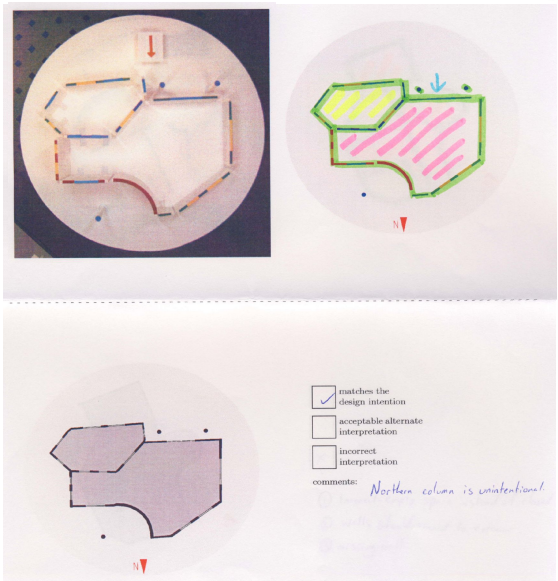 N
N
matches the
design intention
acceptable alternate
interpretation
incorrect
interpretation
comments:
Northern column is unintentional.